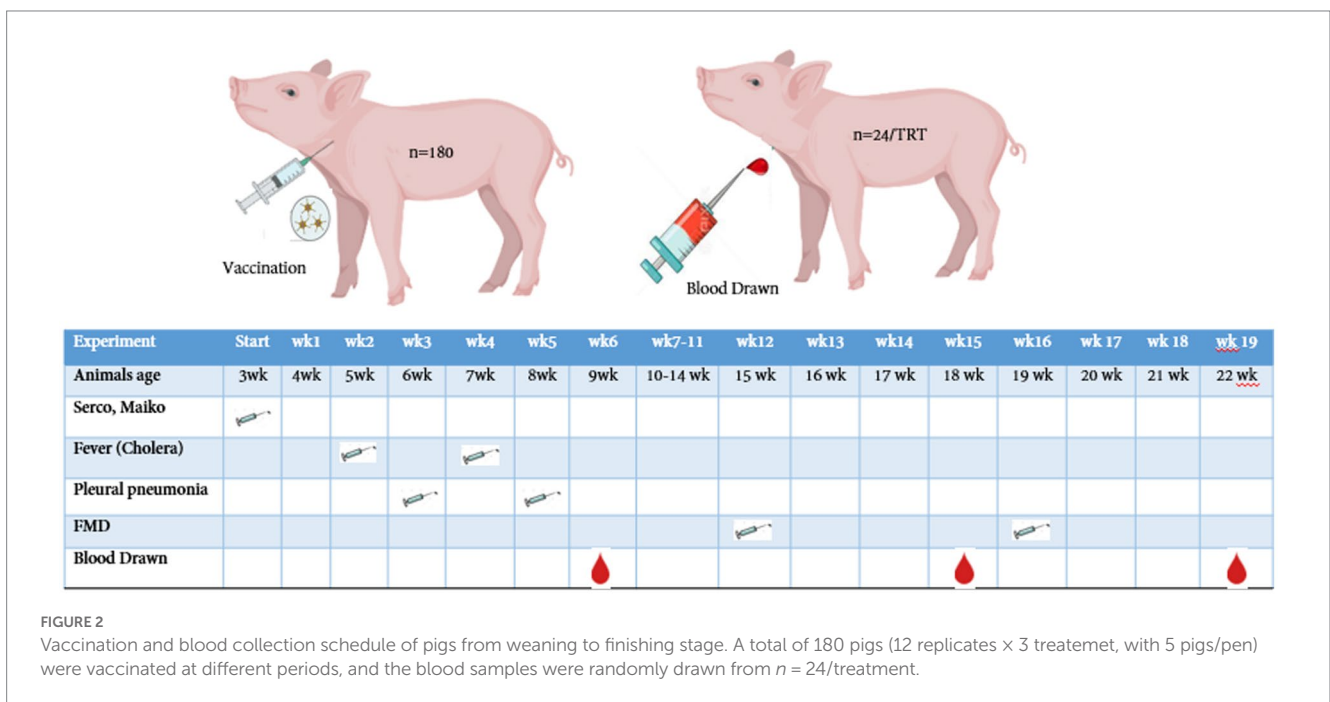 n=180
n=24/TRT
Vaccination
Blood Drawn
Experiment Start wk1 wk2 wk3 wk4 wk5 wk6 wk7-11 wk12 wk13 wk14 wk15 wk16 wk 17 wk 18 wk 19
Animals age 3wk 4wk 5wk 6wk 7wk 8wk 9wk 10-14 wk 15 wk 16 wk 17 wk 18 wk 19 wk 20 wk 21 wk 22 wk
Serco, Maiko
Fever (Cholera)
Pleural pneumonia
FMD
Blood Drawn
FIGURE 2
Vaccination and blood collection schedule of pigs from weaning to finishing stage. A total of 180 pigs (12 replicates × 3 treatemet, with 5 pigs/pen)
were vaccinated at different periods, and the blood samples were randomly drawn from n = 24/treatment.